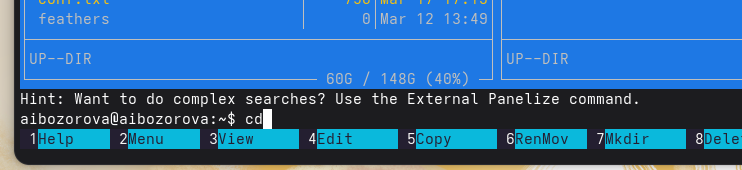 feathers 0 Mar 12 13:49
UP--DIR UP--DIR
60G / 148G (40%)
Hint: Want to do complex searches? Use the External Panelize command.
aibozorova@aibozorova:~$ cd
1Help 2Menu 3View 4Edit 5Copy 6RenMov 7Mkdir 8Dele